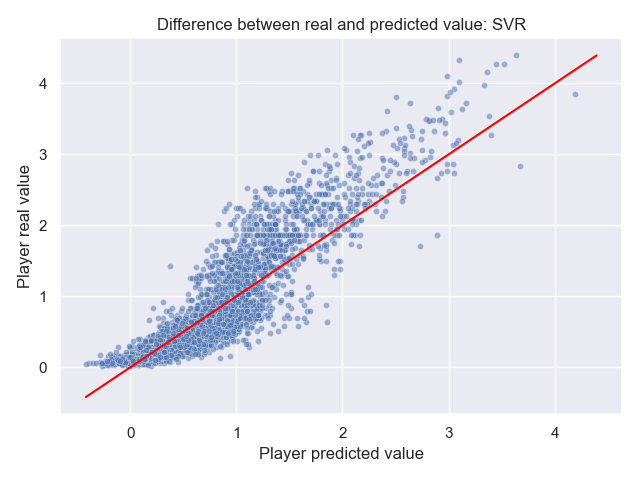 Difference between real and predicted value: SVR
Player real value
4
3
2
1
0
0 1 2 3 4
Player predicted value